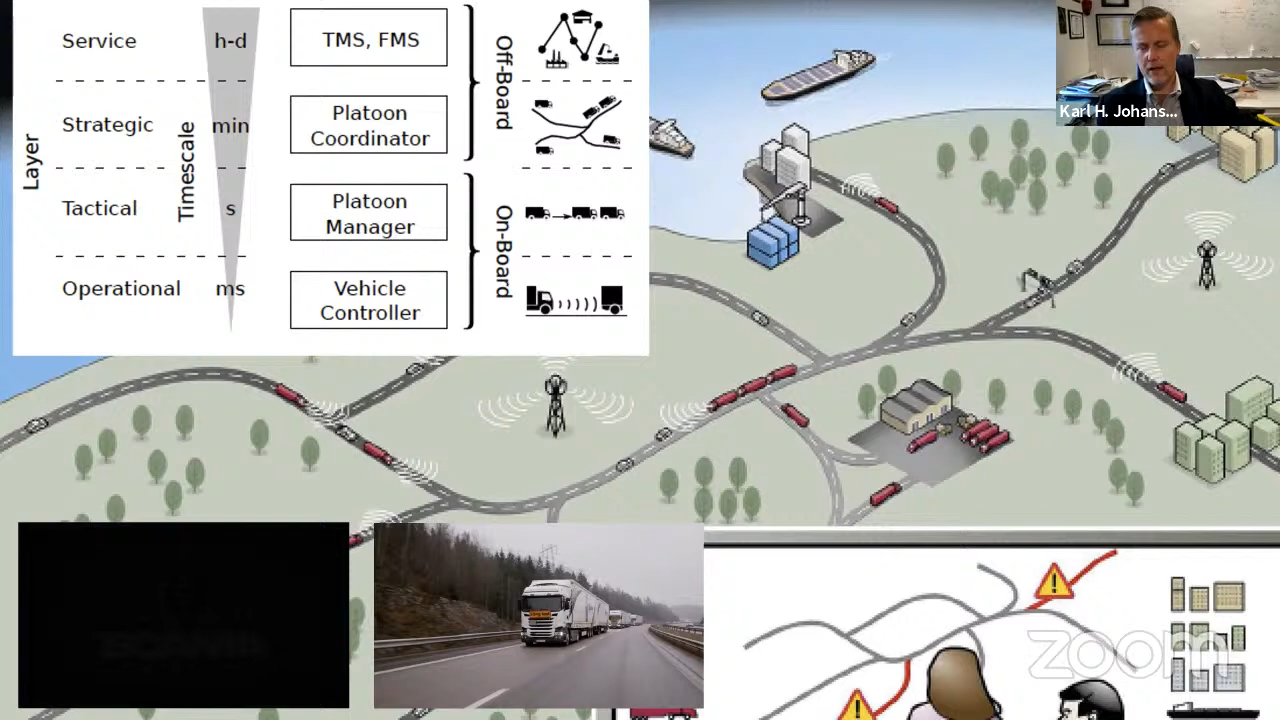 Layer
Timescale
Service
h-d
TMS, FMS
Strategic
min
Platoon
Coordinator
Off-Board
Tactical
s
Platoon
Manager
Operational
ms
Vehicle
Controller
On-Board
Karl H. Johans...
zoom